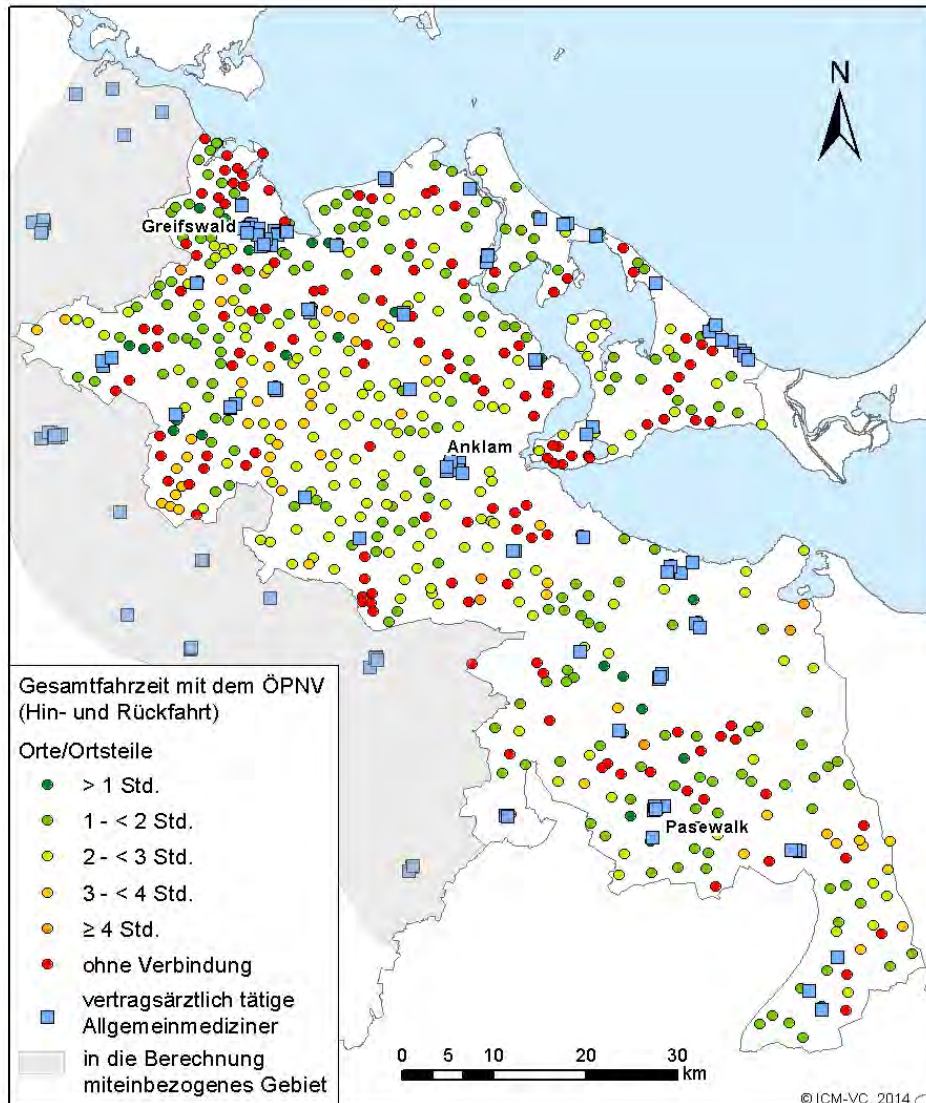 N
Greifswald
Anklam
Pasewalk
Gesamtfahrzeit mit dem ÖPNV
(Hin- und Rückfahrt)
Orte/Ortsteile
> 1 Std.
1 - < 2 Std.
2 - < 3 Std.
3 - < 4 Std.
≥ 4 Std.
ohne Verbindung
vertragsärztlich tätige
Allgemeinmediziner
in die Berechnung
miteinbezogenes Gebiet
0 5 10 20 30
km
© ICM-VC, 2014